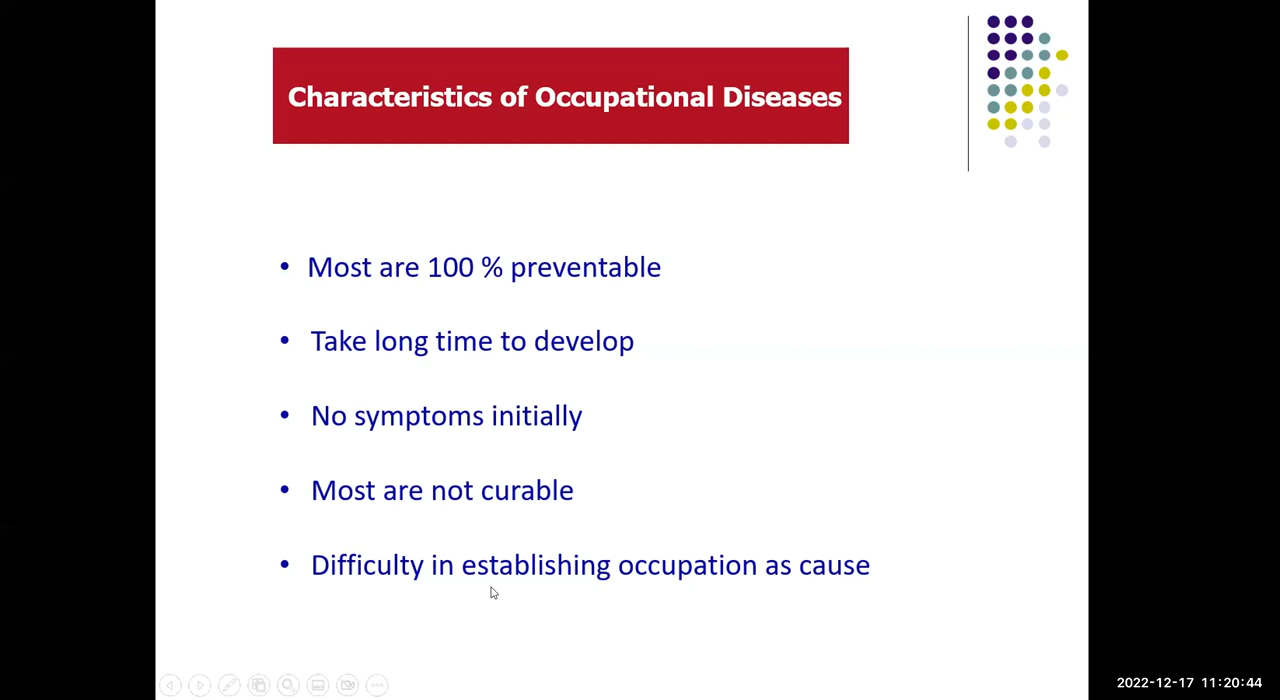 Characteristics of Occupational Diseases
• Most are 100 % preventable
• Take long time to develop
• No symptoms initially
• Most are not curable
• Difficulty in establishing occupation as cause
2022-12-17 11:20:44